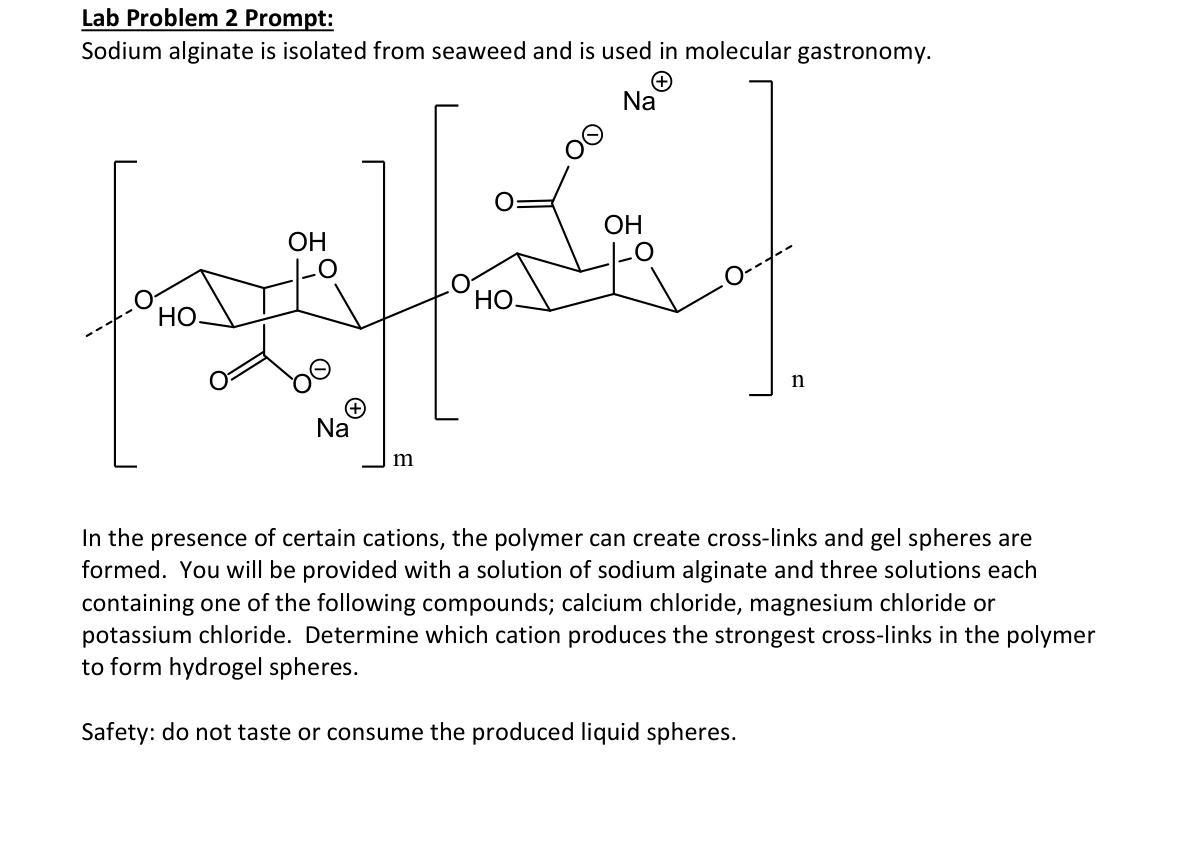 Lab Problem 2 Prompt:
Sodium alginate is isolated from seaweed and is used in molecular gastronomy.
Na ⊕
O ⊖
O
OH
O
O
HO
O
n
OH
O
O
HO
O
O ⊖
Na ⊕
m
In the presence of certain cations, the polymer can create cross-links and gel spheres are
formed. You will be provided with a solution of sodium alginate and three solutions each
containing one of the following compounds; calcium chloride, magnesium chloride or
potassium chloride. Determine which cation produces the strongest cross-links in the polymer
to form hydrogel spheres.
Safety: do not taste or consume the produced liquid spheres.